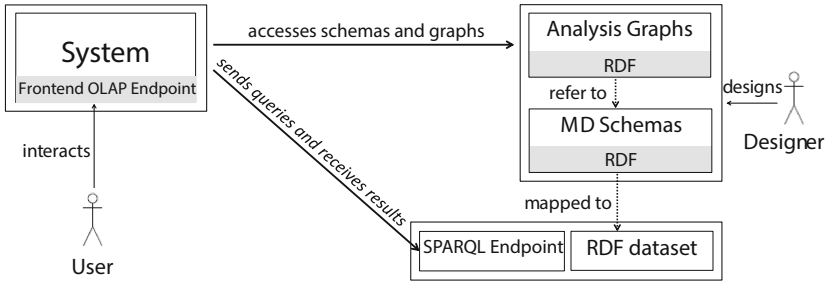 System
Frontend OLAP Endpoint
accesses schemas and graphs
Analysis Graphs
RDF
refer to
MD Schemas
RDF
designs
Designer
interacts
User
sends queries and receives results
mapped to
SPARQL Endpoint
RDF dataset